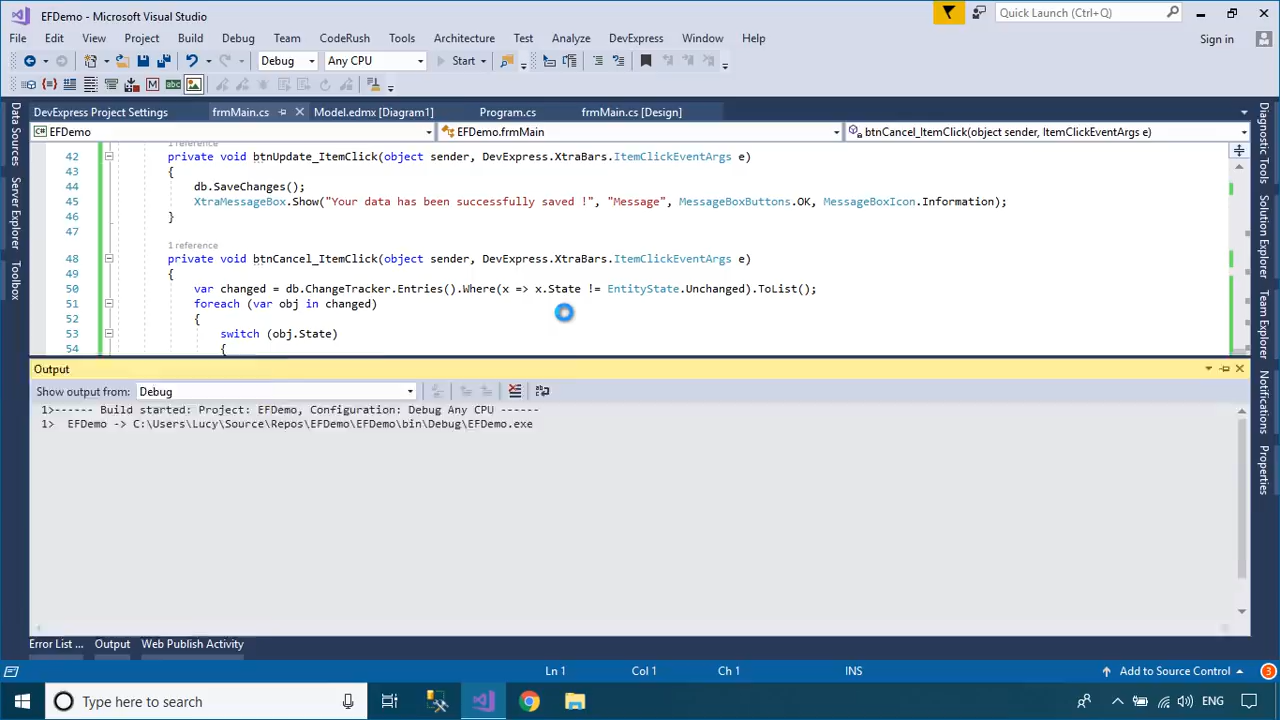 EFDemo - Microsoft Visual Studio
Quick Launch (Ctrl+Q)
File Edit View Project Build Debug Team CodeRush Tools Architecture Test Analyze DevExpress Window Help
Sign in
Debug Any CPU Start
DevExpress Project Settings frmMain.cs Model.edmx [Diagram1] Program.cs frmMain.cs [Design]
EFDemo EFDemo.frmMain btnCancel_ItemClick(object sender, ItemClickEventArgs e)
1 reference
42 private void btnUpdate_ItemClick(object sender, DevExpress.XtraBars.ItemClickEventArgs e)
43 {
44 db.SaveChanges();
45 XtraMessageBox.Show("Your data has been successfully saved !", "Message", MessageBoxButtons.OK, MessageBoxIcon.Information);
46 }
47
1 reference
48 private void btnCancel_ItemClick(object sender, DevExpress.XtraBars.ItemClickEventArgs e)
49 {
50 var changed = db.ChangeTracker.Entries().Where(x => x.State != EntityState.Unchanged).ToList();
51 foreach (var obj in changed)
52 {
53 switch (obj.State)
54 {
Output
Show output from: Debug
1>------ Build started: Project: EFDemo, Configuration: Debug Any CPU ------
1> EFDemo -> C:\Users\Lucy\Source\Repos\EFDemo\EFDemo\bin\Debug\EFDemo.exe
Error List ... Output Web Publish Activity
Data Sources
Server Explorer
Toolbox
Diagnostic Tools
Solution Explorer
Team Explorer
Notifications
Properties
Ln 1 Col 1 Ch 1 INS Add to Source Control 3
Type here to search
ENG